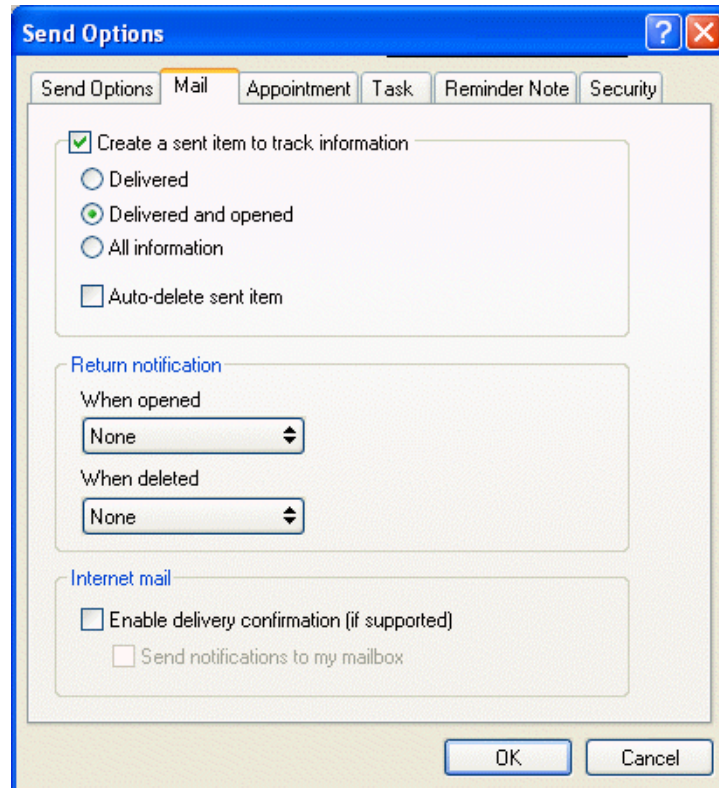 Send Options
Send Options Mail Appointment Task Reminder Note Security
Create a sent item to track information
Delivered
Delivered and opened
All information
Auto-delete sent item
Return notification
When opened
None
When deleted
None
Internet mail
Enable delivery confirmation (if supported)
Send notifications to my mailbox
OK Cancel